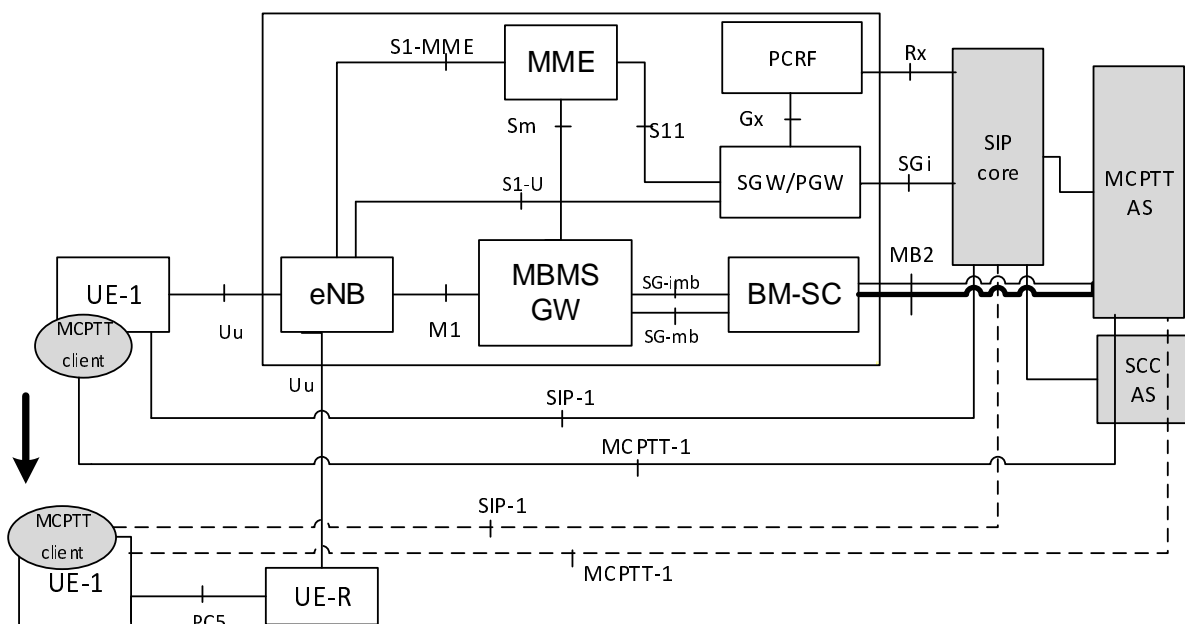 S1-MME
MME
PCRF
Rx
Sm
S11
Gx
SIP
core
MCPTT
AS
S1-U
SGW/PGW
SGi
UE-1
eNB
MBMS
GW
SG-imb
BM-SC
MB2
MCPTT
client
Uu
M1
SG-mb
SCC
AS
Uu
SIP-1
MCPTT-1
SIP-1
MCPTT
client
UE-1
MCPTT-1
UE-R
PC5